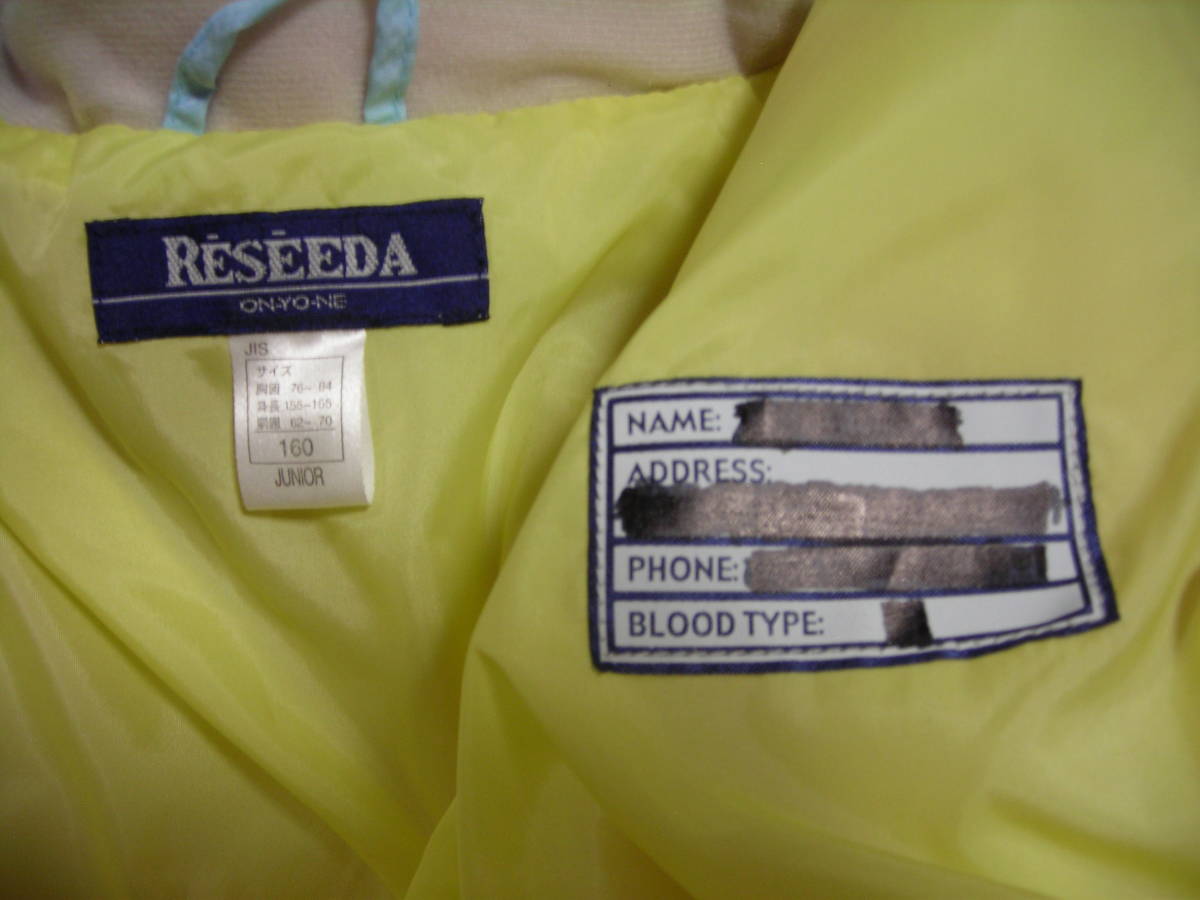 RĒSĒEDA
ON•YO•NE
JIS
サイズ
胸囲 76~84
身長 155~165
胴囲 62~70
160
JUNIOR
NAME:
ADDRESS:
PHONE:
BLOOD TYPE: